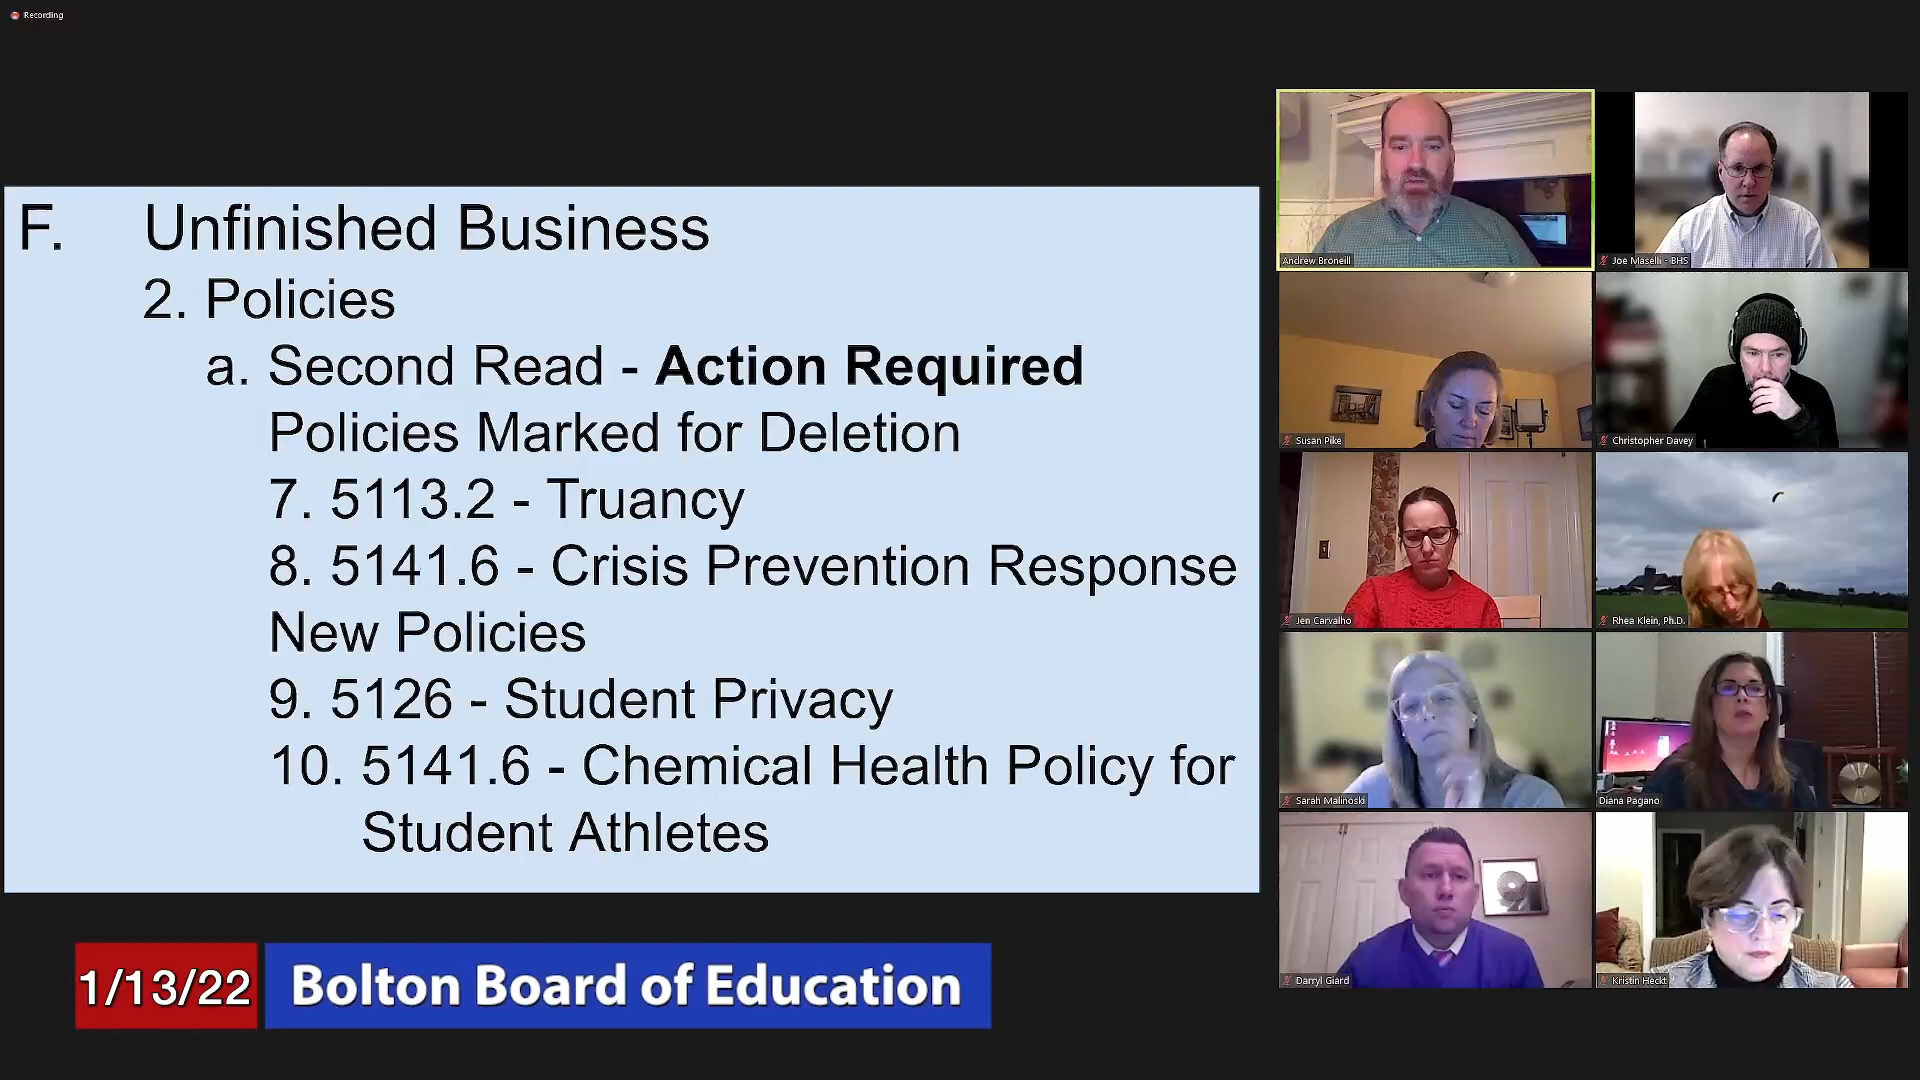 Recording
F. Unfinished Business
2. Policies
a. Second Read - Action Required
Policies Marked for Deletion
7. 5113.2 - Truancy
8. 5141.6 - Crisis Prevention Response
New Policies
9. 5126 - Student Privacy
10. 5141.6 - Chemical Health Policy for
Student Athletes
1/13/22
Bolton Board of Education
Andrew Broneill
Joe Maselli - BHS
Susan Pike
Christopher Davey
Jen Carvalho
Rhea Klein, Ph.D.
Sarah Malinoski
Diana Pagano
Darryl Giard
Kristin Heckt